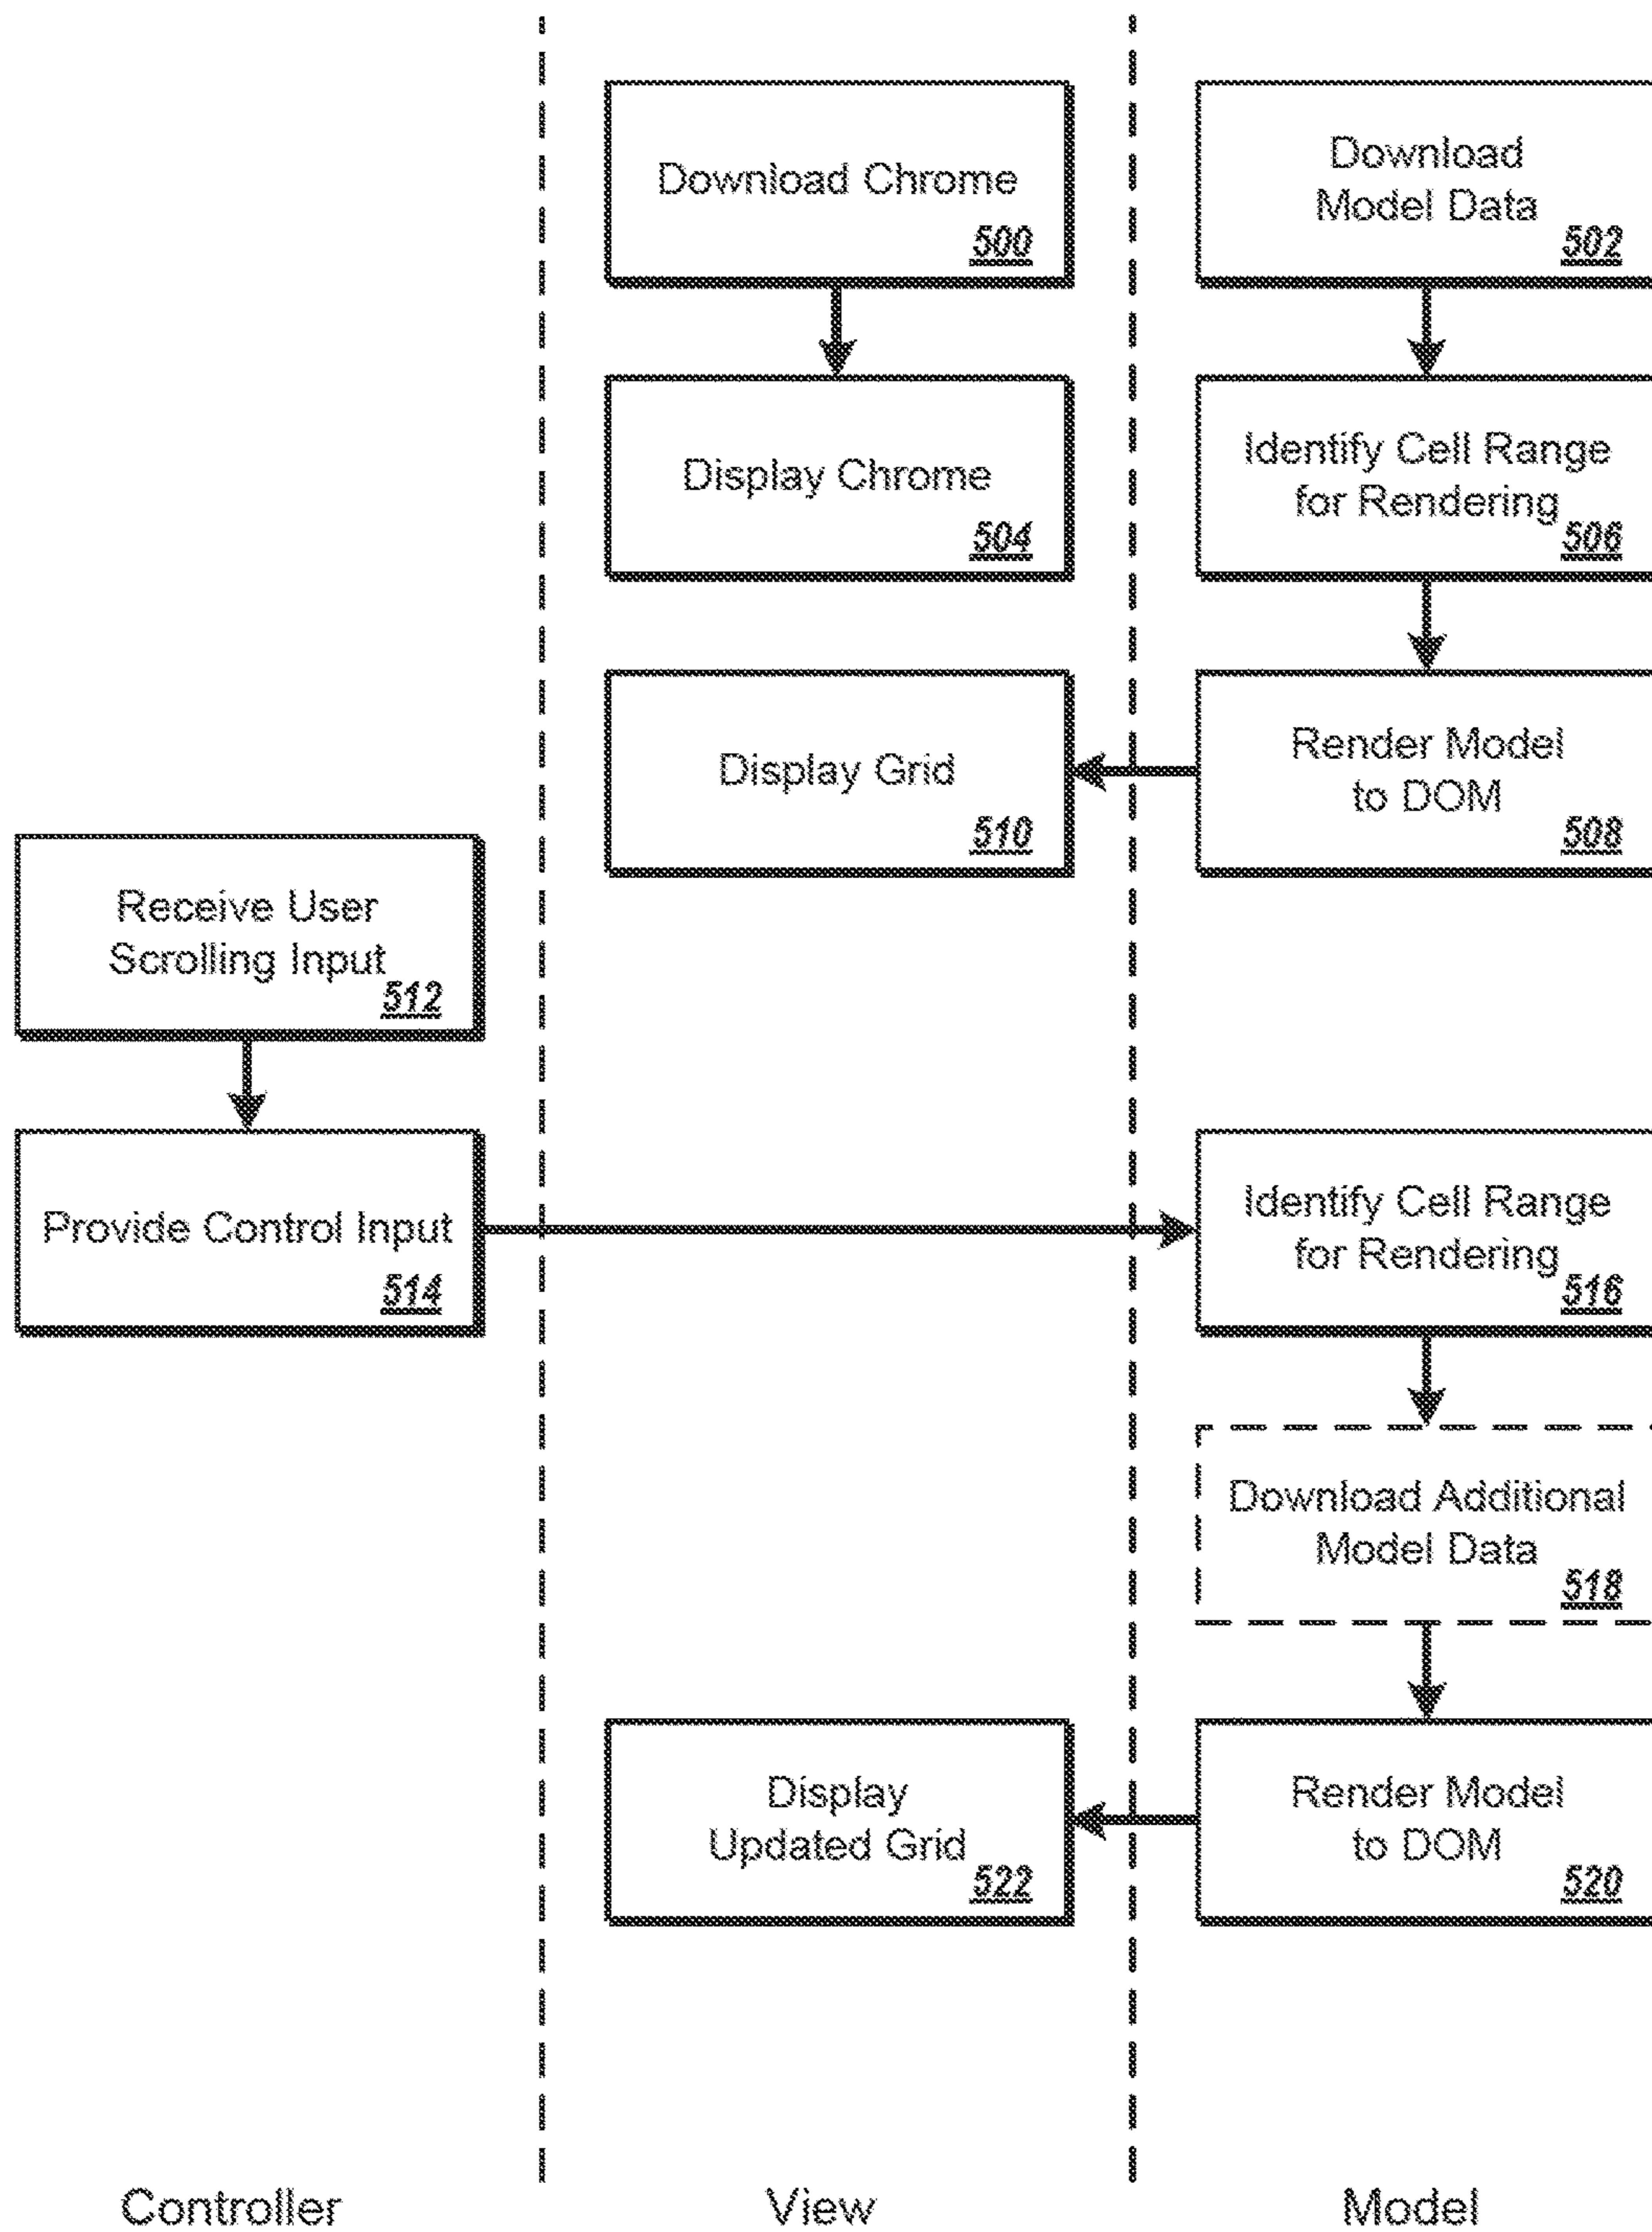 Download Chrome
500
Download
Model Data
502
Display Chrome
504
Identify Cell Range
for Rendering
506
Display Grid
510
Render Model
to DOM
508
Receive User
Scrolling Input
512
Provide Control Input
514
Identify Cell Range
for Rendering
516
Download Additional
Model Data
518
Display
Updated Grid
522
Render Model
to DOM
520
Controller
View
Model